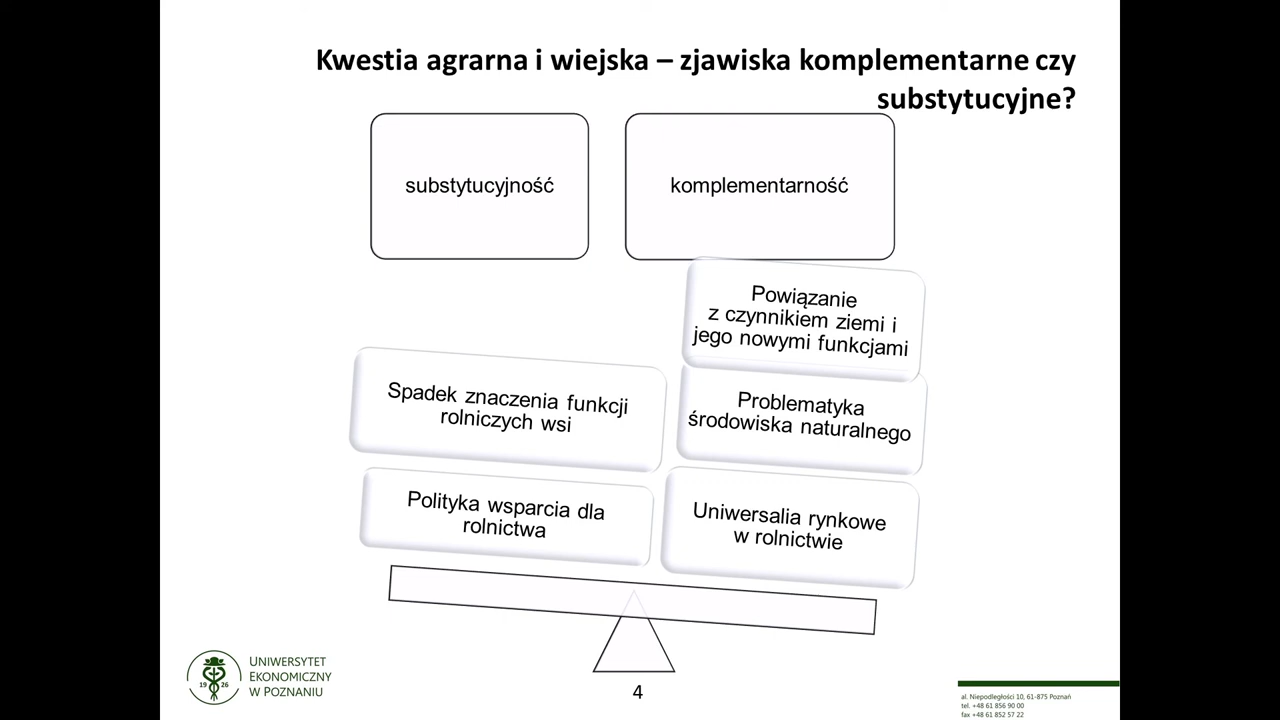 Kwestia agrarna i wiejska – zjawiska komplementarne czy
substytucyjne?
substytucyjność
komplementarność
Powiązanie
z czynnikiem ziemi i
jego nowymi funkcjami
Spadek znaczenia funkcji
rolniczych wsi
Problematyka
środowiska naturalnego
Polityka wsparcia dla
rolnictwa
Uniwersalia rynkowe
w rolnictwie
19 26
UNIWERSYTET
EKONOMICZNY
W POZNANIU
4
al. Niepodległości 10, 61-875 Poznań
tel. +48 61 856 90 00
fax +48 61 852 57 22